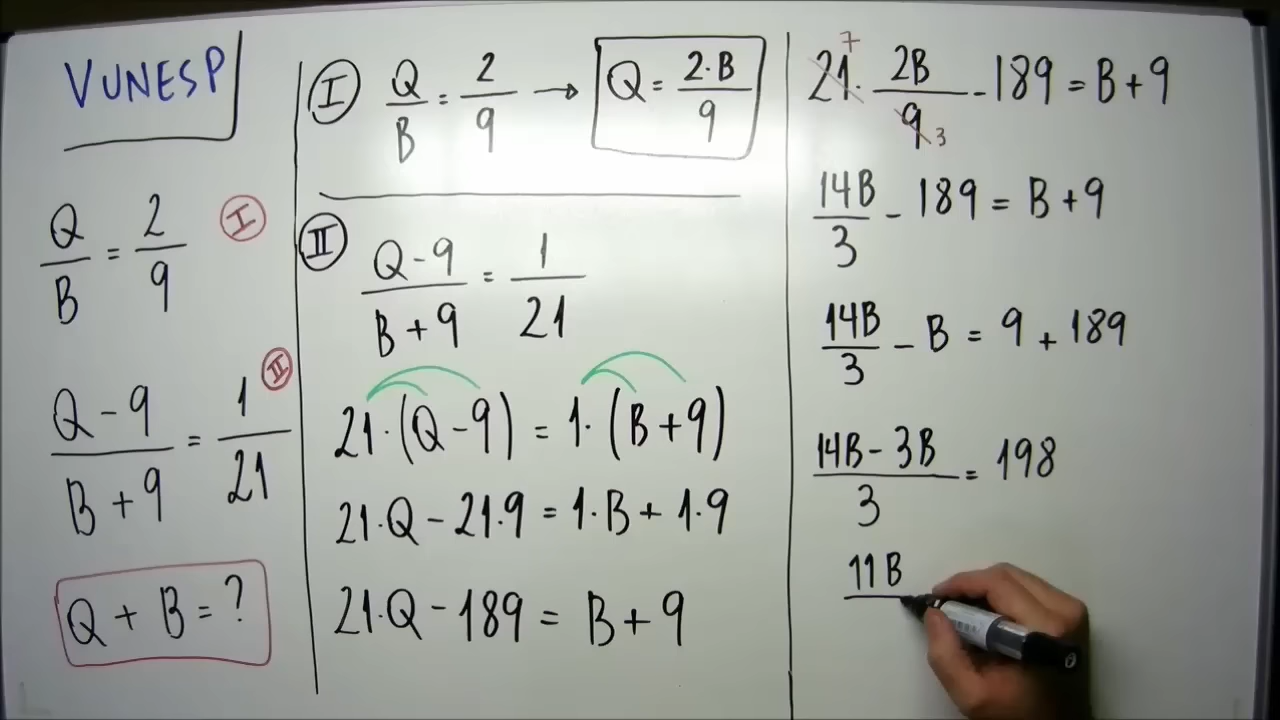 VUNESP
Q/B = 2/9 I
Q-9/B+9 = 1/21 II
Q + B = ?
I Q/B = 2/9 → Q = 2·B/9
II Q-9/B+9 = 1/21
21·(Q-9) = 1·(B+9)
21·Q - 21·9 = 1·B + 1·9
21·Q - 189 = B + 9
21 7 · 2B/9 3 - 189 = B + 9
14B/3 - 189 = B + 9
14B/3 - B = 9 + 189
14B - 3B/3 = 198
11B